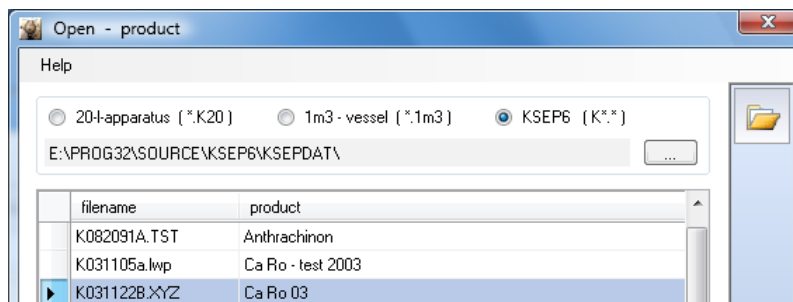 Open - product
Help
20-l-apparatus ( *.K20 ) 1m3 - vessel ( *.1m3 ) KSEP6 ( K*.* )
E:\PROG32\SOURCE\KSEP6\KSEPDAT\ ...
filename product
K082091A.TST Anthrachinon
K031105a.lwp Ca Ro - test 2003
K031122B.XYZ Ca Ro 03